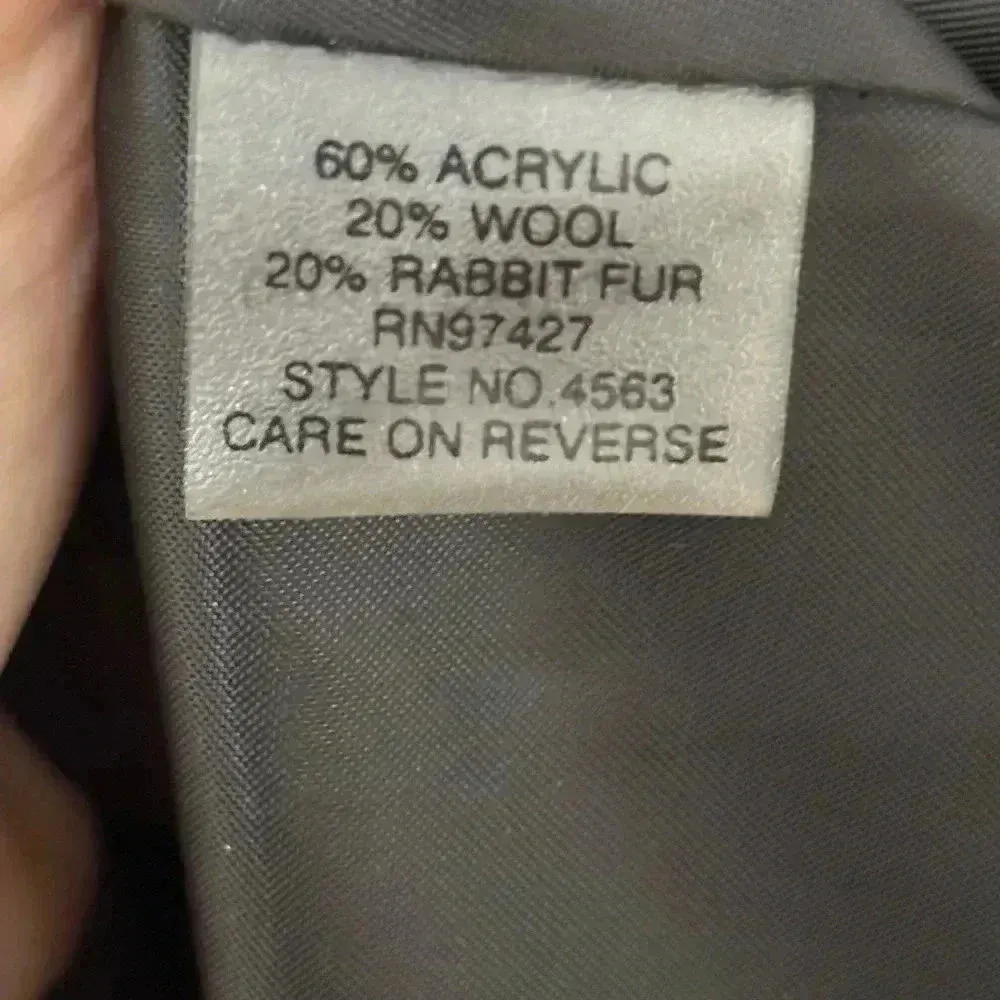 60% ACRYLIC
20% WOOL
20% RABBIT FUR
RN97427
STYLE NO.4563
CARE ON REVERSE